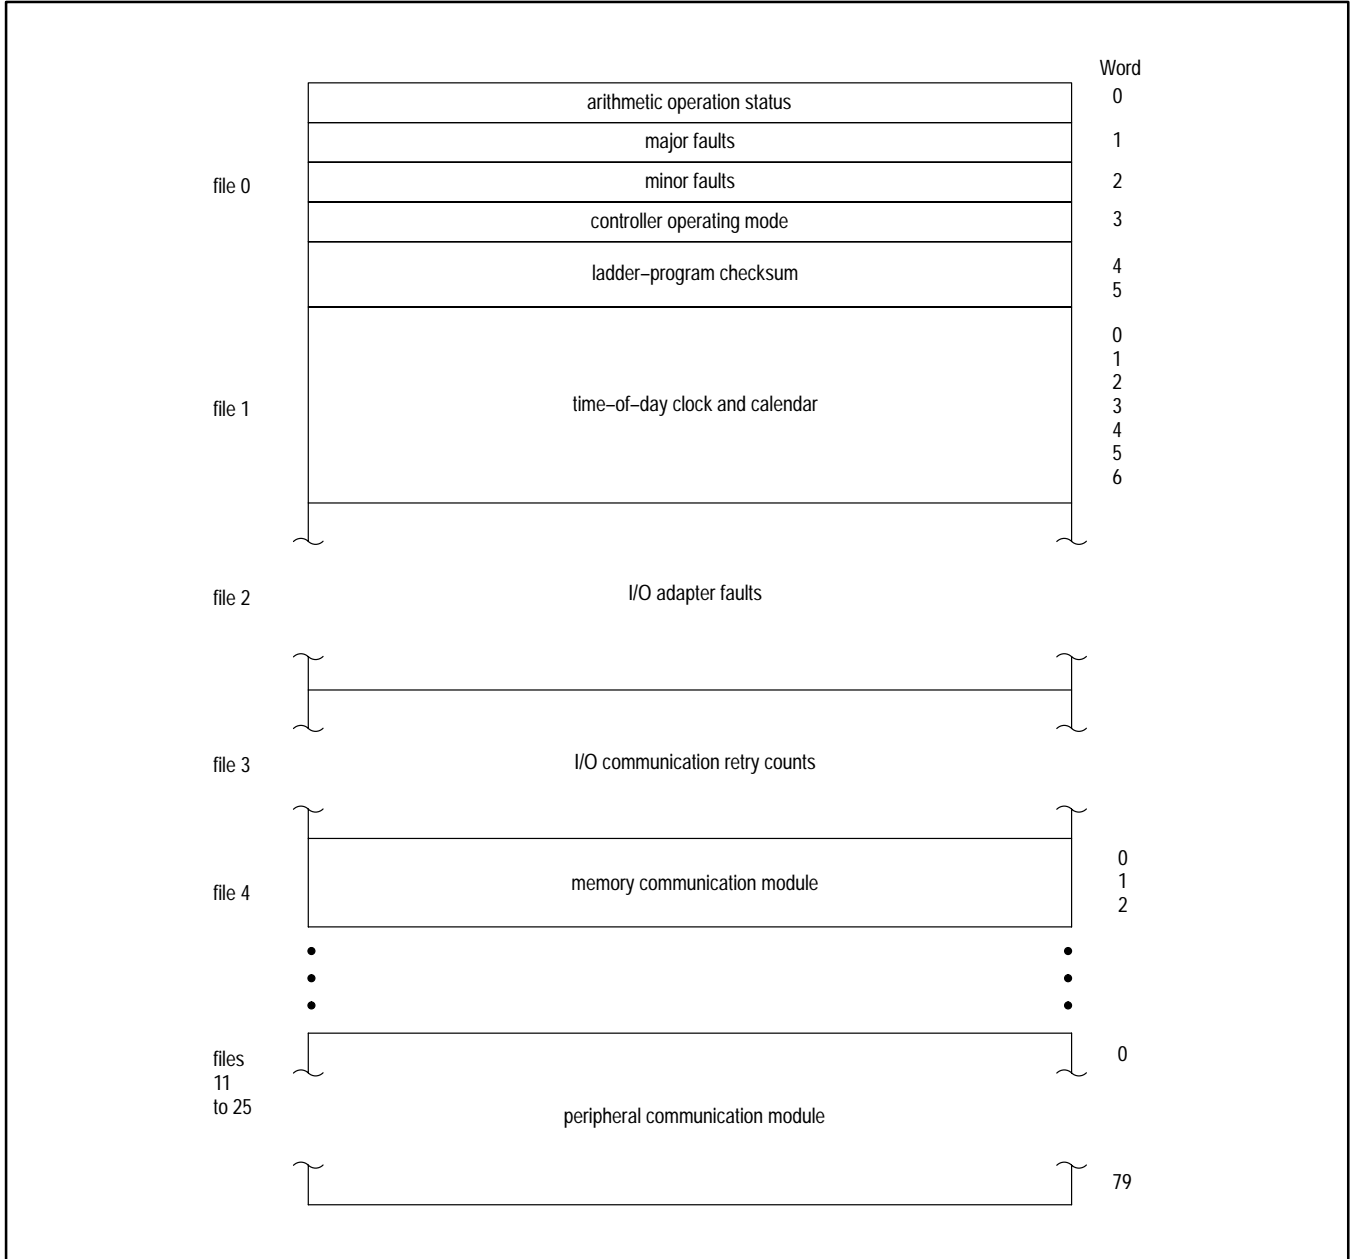 Word
arithmetic operation status 0
major faults 1
file 0 minor faults 2
controller operating mode 3
ladder–program checksum 4
5
0
1
2
file 1 time–of–day clock and calendar 3
4
5
6
file 2 I/O adapter faults
file 3 I/O communication retry counts
0
file 4 memory communication module 1
2
files 0
11
to 25 peripheral communication module
79